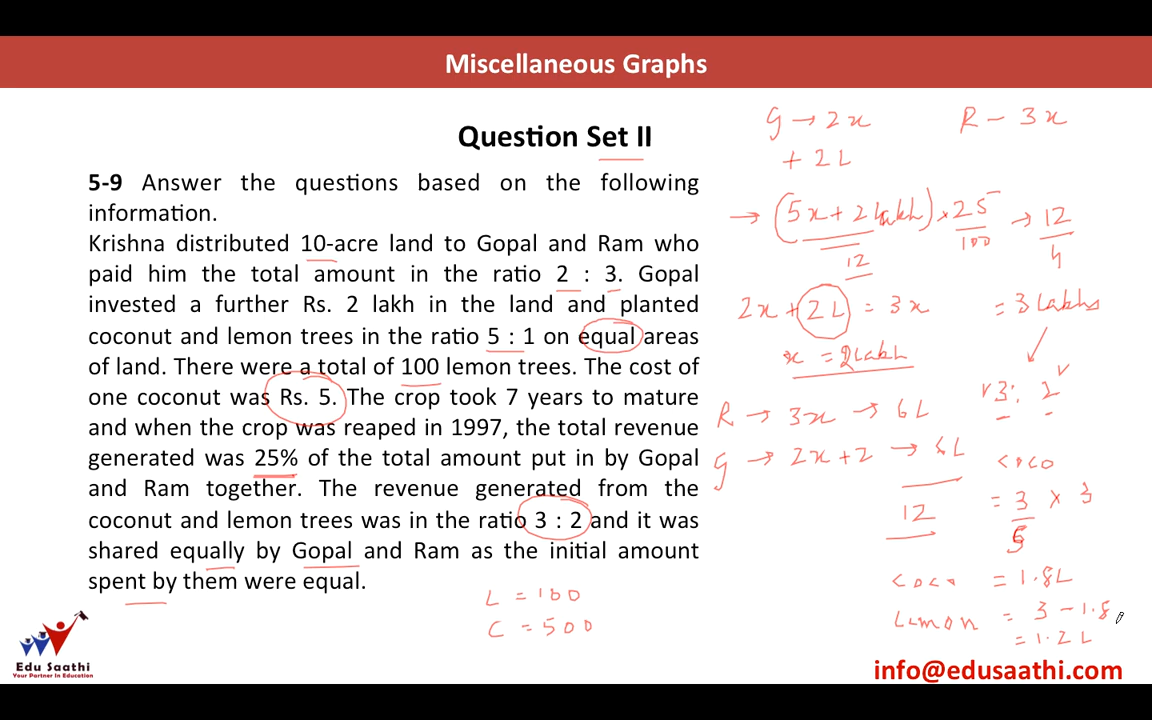 Miscellaneous Graphs
Question Set II
5-9 Answer the questions based on the following
information.
Krishna distributed 10-acre land to Gopal and Ram who
paid him the total amount in the ratio 2 : 3. Gopal
invested a further Rs. 2 lakh in the land and planted
coconut and lemon trees in the ratio 5 : 1 on equal areas
of land. There were a total of 100 lemon trees. The cost of
one coconut was Rs. 5. The crop took 7 years to mature
and when the crop was reaped in 1997, the total revenue
generated was 25% of the total amount put in by Gopal
and Ram together. The revenue generated from the
coconut and lemon trees was in the ratio 3 : 2 and it was
shared equally by Gopal and Ram as the initial amount
spent by them were equal.
L = 100
C = 500
G → 2x R – 3x
+ 2L
→ (5x + 2 lakh) × 25/100 → 12/4
12
2x + 2L = 3x = 3 lakhs
x = 2 lakh
3 : 2
R → 3x → 6L
G → 2x + 2 → 6L
12
coco
= 3/5 × 3
coco = 1.8L
Lemon = 3 – 1.8
= 1.2L
Edu Saathi
Your Partner In Education
info@edusaathi.com